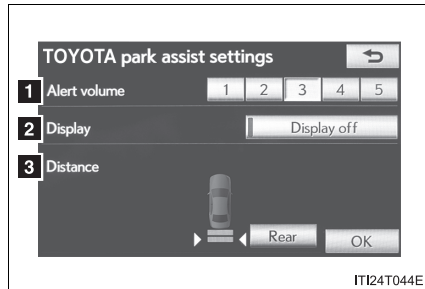 TOYOTA park assist settings
1 Alert volume 1 2 3 4 5
2 Display Display off
3 Distance
Rear OK
ITI24T044E